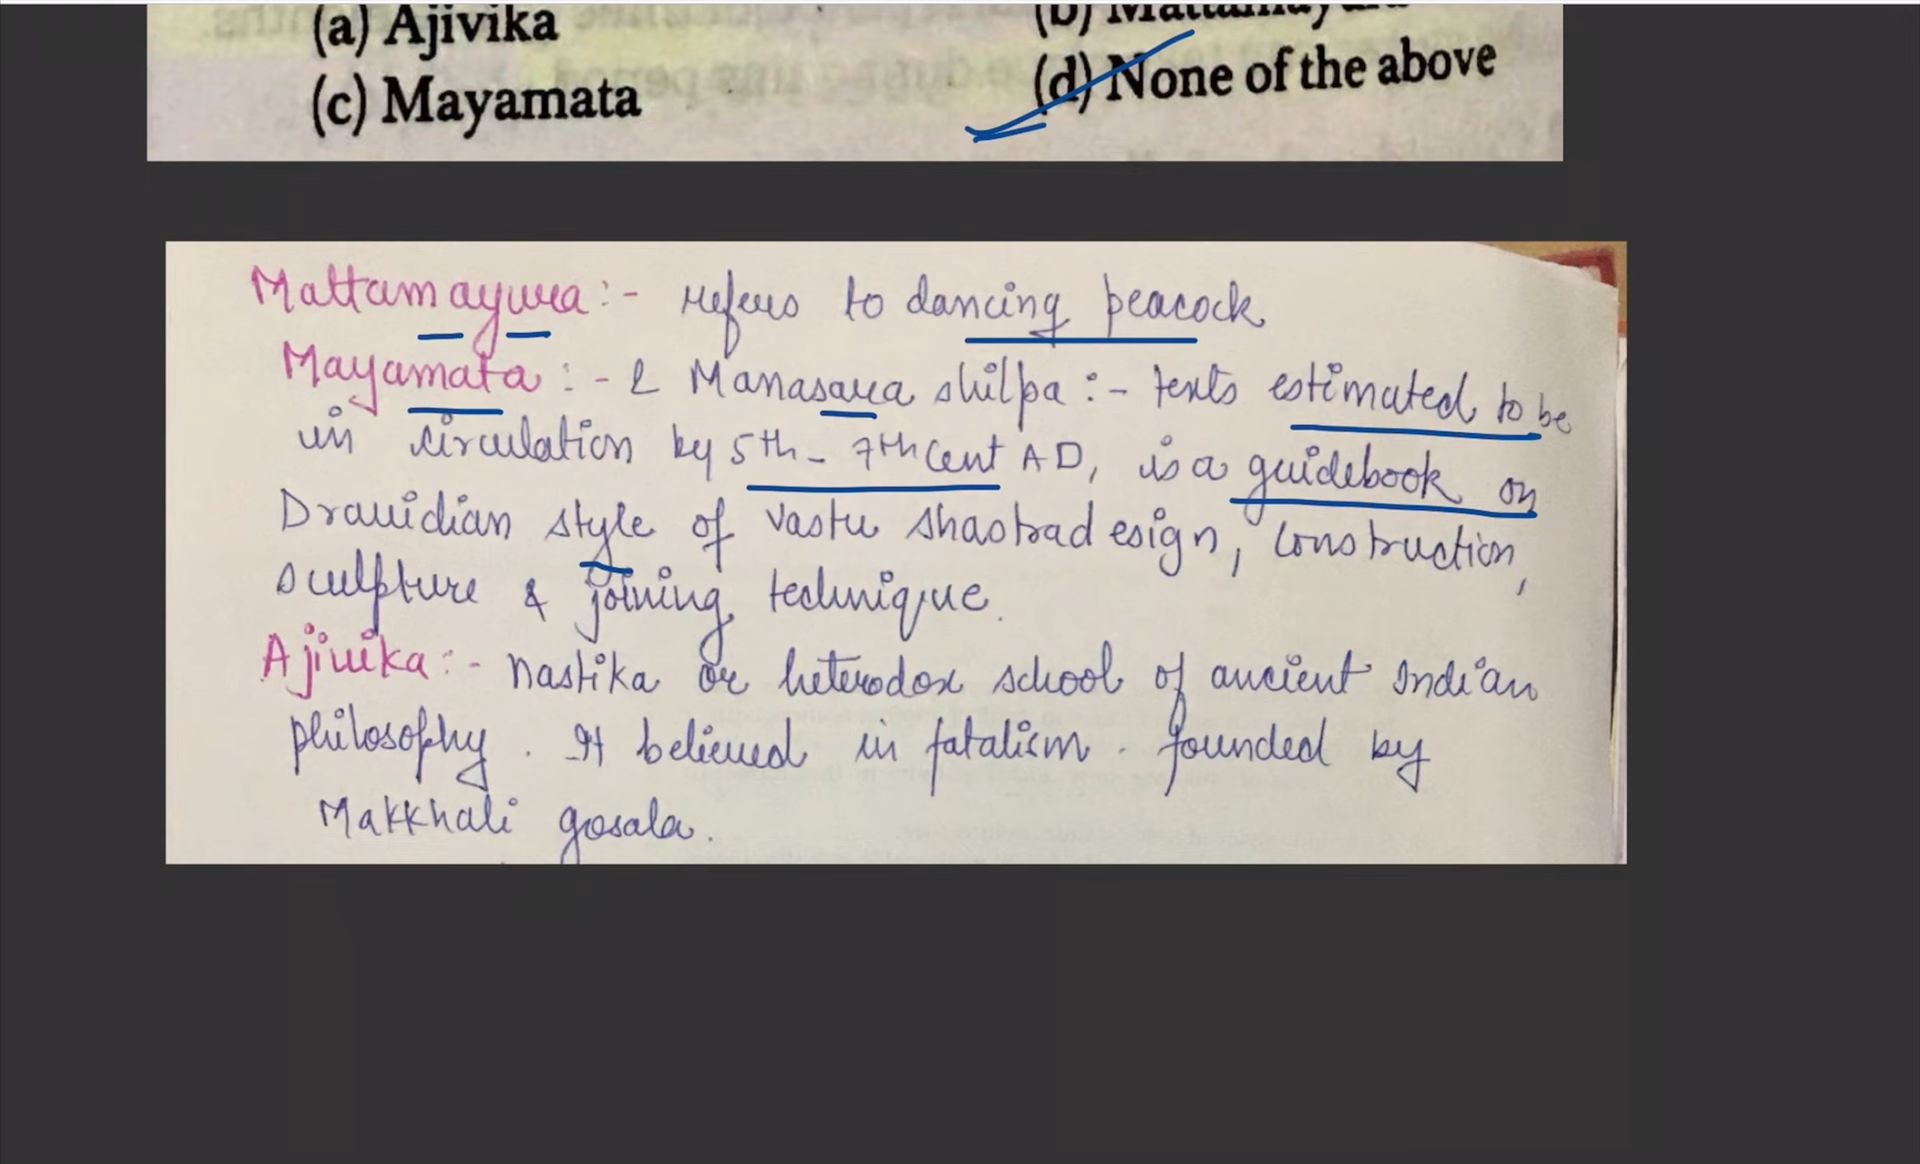 (a) Ajivika
(c) Mayamata
(d) None of the above
Mattamayura :- refers to dancing peacock
Mayamata :- & Manasara shilpa :- texts estimated to be
in circulation by 5th - 7th Cent AD, is a guidebook on
Dravidian style of vastu shastrad esign, construction,
sculpture & joining technique.
Ajivika :- Nastika or heterodox school of ancient Indian
philosophy. It believed in fatalism. founded by
Makkhali gosala.